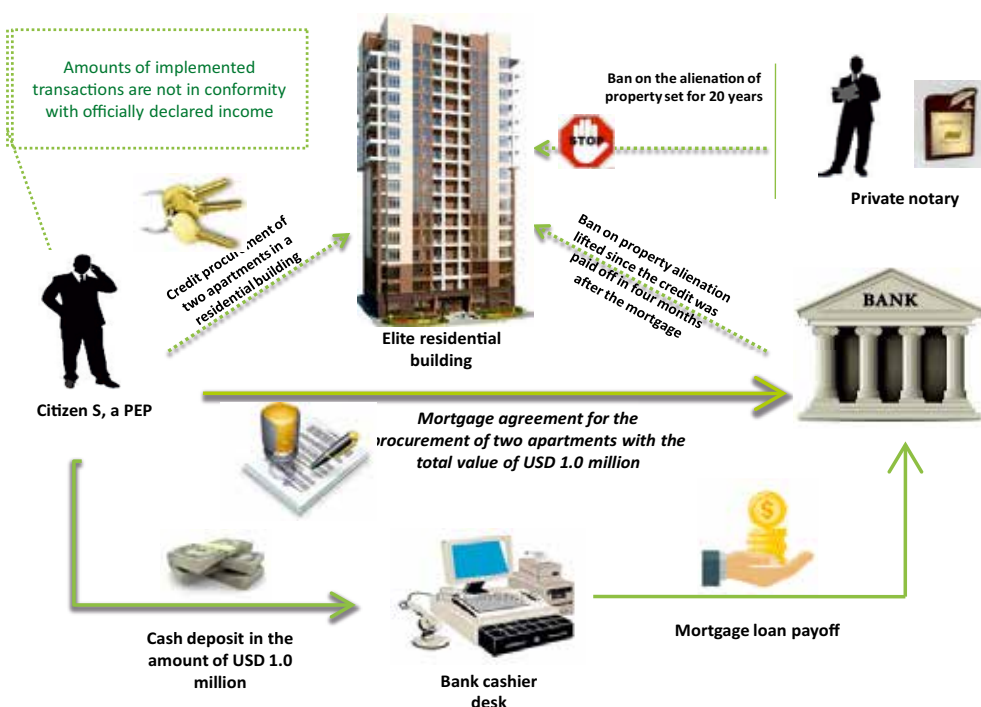 Amounts of implemented
transactions are not in conformity
with officially declared income
STOP
Ban on the alienation of
property set for 20 years
Private notary
Credit procurement of
two apartments in a
residential building
Ban on property alienation
lifted since the credit was
paid off in four months
after the mortgage
BANK
Elite residential
building
Citizen S, a PEP
Mortgage agreement for the
procurement of two apartments with the
total value of USD 1.0 million
$
Cash deposit in the
amount of USD 1.0
million
Bank cashier
desk
Mortgage loan payoff